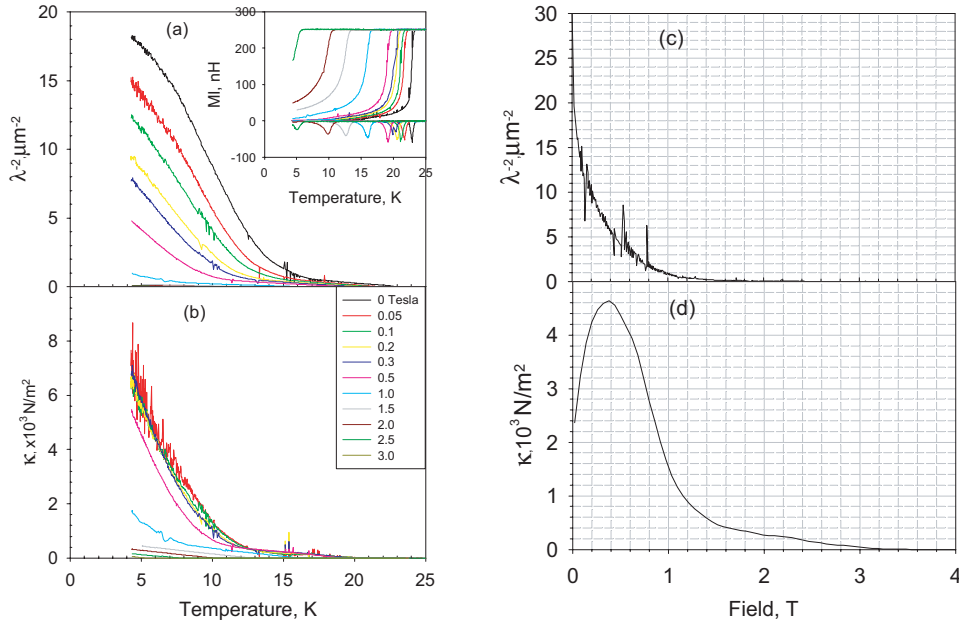 (a)
20
15
10
5
0
λ⁻²,μm⁻²
300
200
100
0
-100
MI, nH
5 10 15 20 25
Temperature, K
(b)
8
6
4
2
0
κ,x10³ N/m²
0 Tesla
0.05
0.1
0.2
0.3
0.5
1.0
1.5
2.0
2.5
3.0
0 5 10 15 20 25
Temperature, K
(c)
30
25
20
15
10
5
0
λ⁻²,μm⁻²
(d)
4
3
2
1
0
κ,10³ N/m²
0 1 2 3 4
Field, T